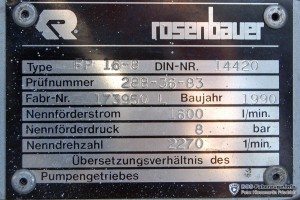 R rosenbauer
Type FP 16-8 DIN-NR. 14420
Prüfnummer 288-36-83
Fabr-Nr. Baujahr 1990
Nennförderstrom 1600 l/min.
Nennförderdruck 8 bar
Nenndrehzahl 2270 l/min.
Übersetzungsverhältnis des
Pumpengetriebes